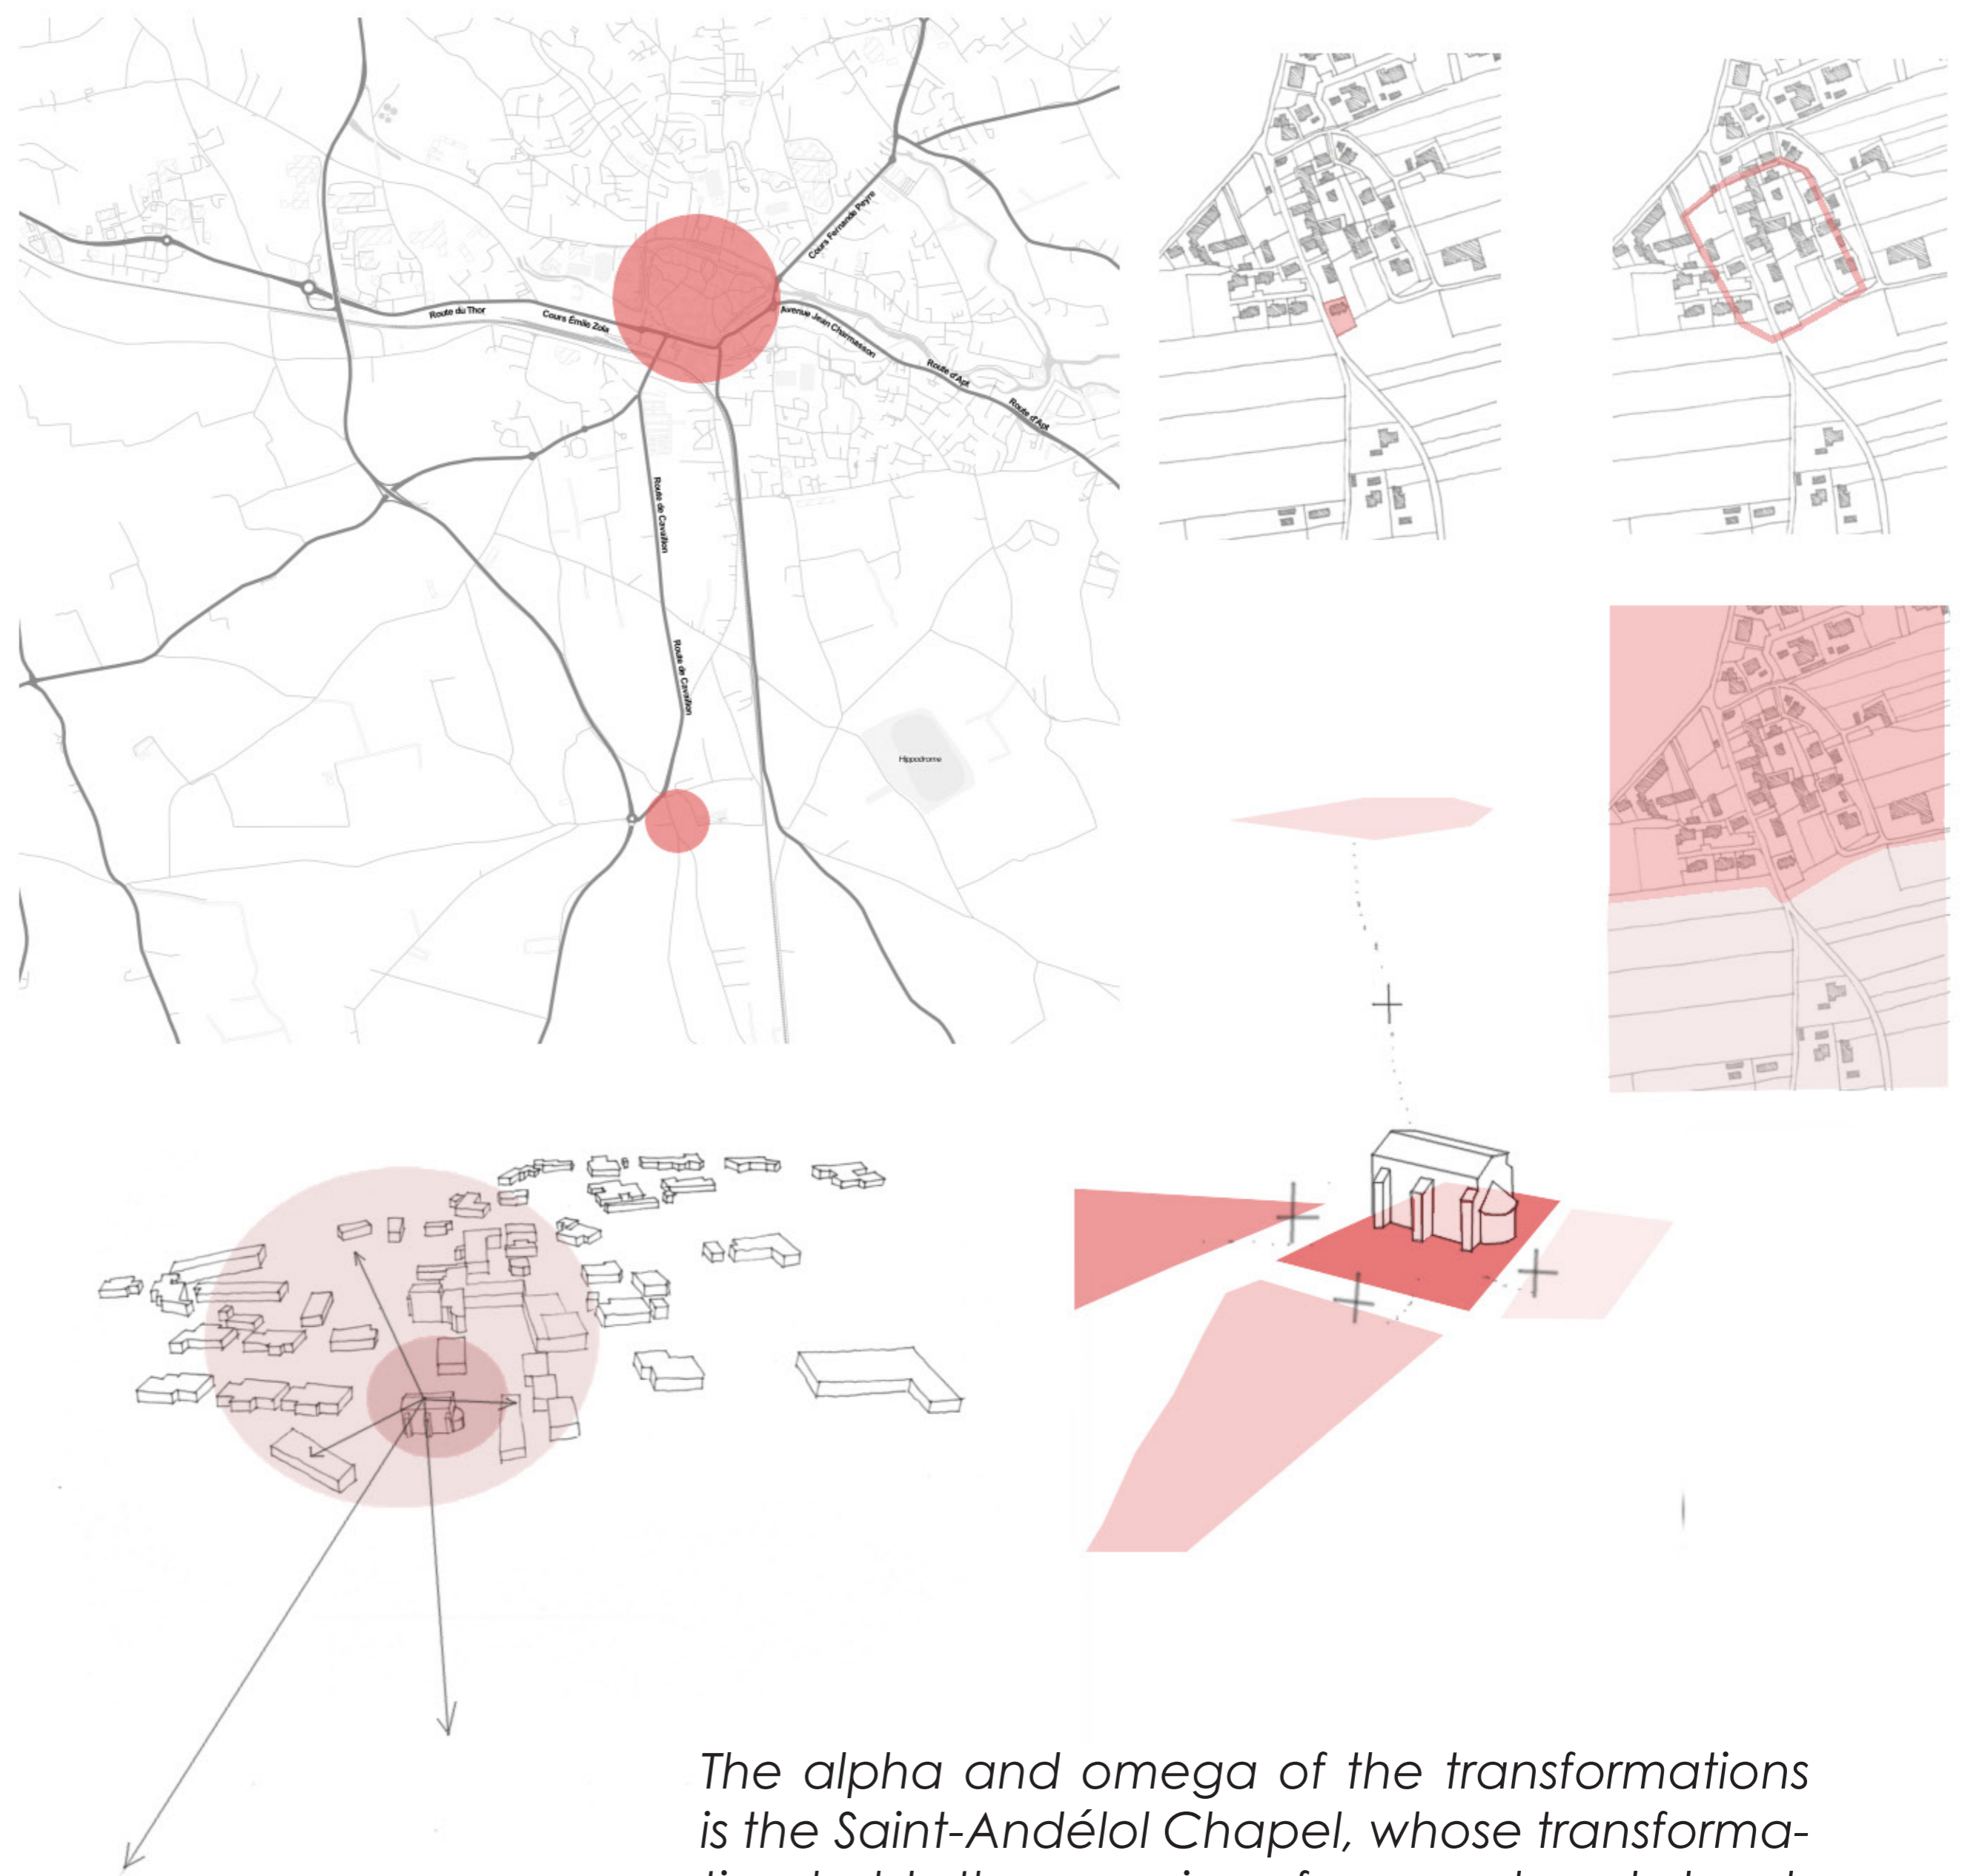 Cours Fernande Peyre
Route du Thor
Cours Émile Zola
Avenue Jean Charmasson
Route d'Apt
Route d'Apt
Route de Cavaillon
Route de Cavaillon
Hippodrome
The alpha and omega of the transformations
is the Saint-Andélol Chapel, whose transforma-